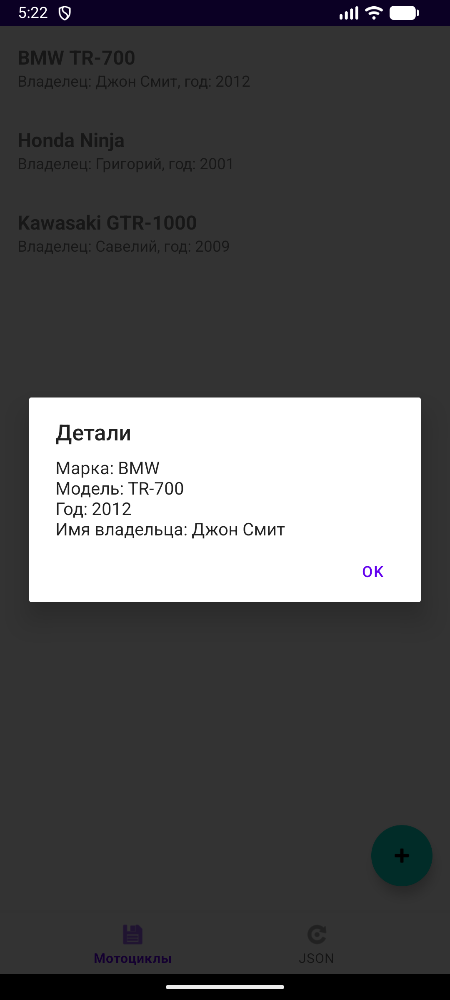 5:22
BMW TR-700
Владелец: Джон Смит, год: 2012
Honda Ninja
Владелец: Григорий, год: 2001
Kawasaki GTR-1000
Владелец: Савелий, год: 2009
Детали
Марка: BMW
Модель: TR-700
Год: 2012
Имя владельца: Джон Смит
OK
Мотоциклы
JSON